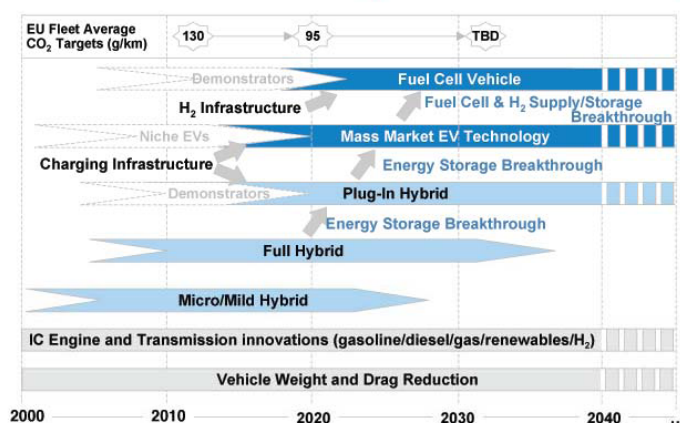 EU Fleet Average
CO₂ Targets (g/km)
130
95
TBD
Demonstrators
Fuel Cell Vehicle
H₂ Infrastructure
Fuel Cell & H₂ Supply/Storage
Breakthrough
Niche EVs
Mass Market EV Technology
Charging Infrastructure
Energy Storage Breakthrough
Demonstrators
Plug-In Hybrid
Energy Storage Breakthrough
Full Hybrid
Micro/Mild Hybrid
IC Engine and Transmission innovations (gasoline/diesel/gas/renewables/H₂)
Vehicle Weight and Drag Reduction
2000 2010 2020 2030 2040